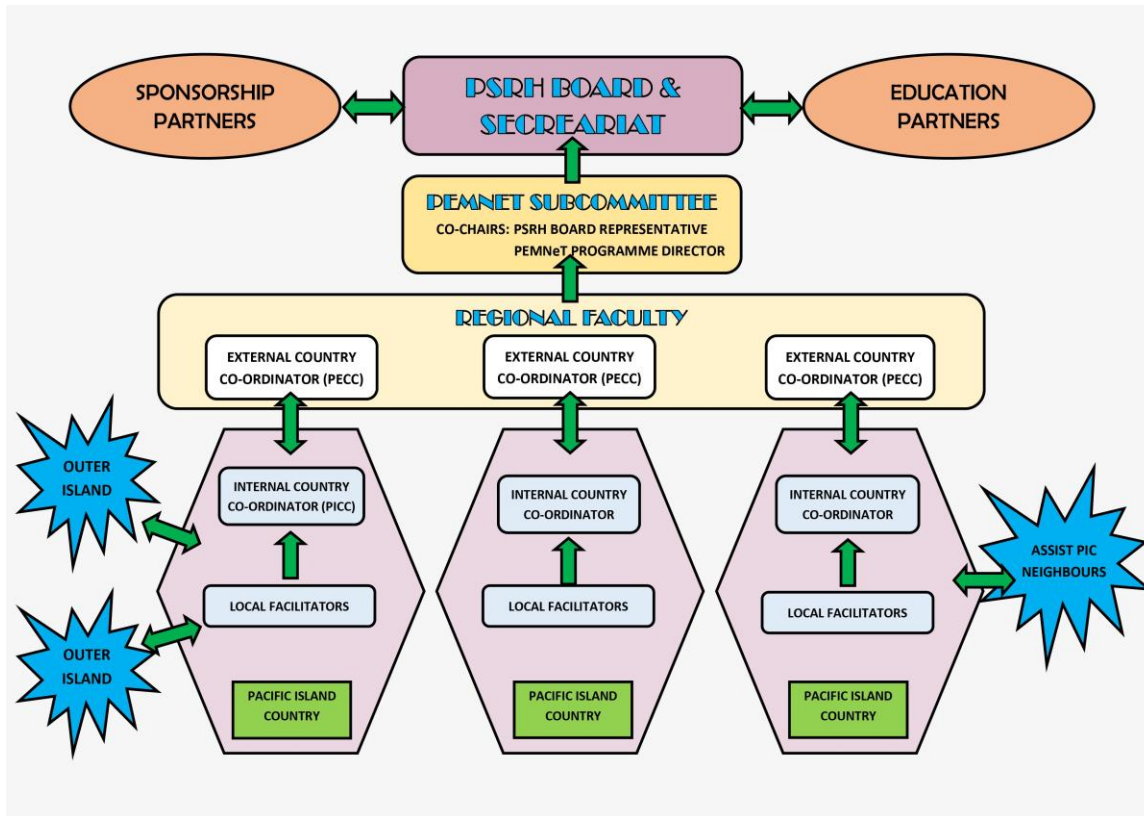 SPONSORSHIP
PARTNERS
PSRH BOARD &
SECREARIAT
EDUCATION
PARTNERS
PEMNET SUBCOMMITTEE
CO-CHAIRS: PSRH BOARD REPRESENTATIVE
PEMNeT PROGRAMME DIRECTOR
REGIONAL FACULTY
EXTERNAL COUNTRY
CO-ORDINATOR (PECC)
EXTERNAL COUNTRY
CO-ORDINATOR (PECC)
EXTERNAL COUNTRY
CO-ORDINATOR (PECC)
OUTER
ISLAND
INTERNAL COUNTRY
CO-ORDINATOR (PICC)
INTERNAL COUNTRY
CO-ORDINATOR
INTERNAL COUNTRY
CO-ORDINATOR
ASSIST PIC
NEIGHBOURS
LOCAL FACILITATORS
LOCAL FACILITATORS
LOCAL FACILITATORS
OUTER
ISLAND
PACIFIC ISLAND
COUNTRY
PACIFIC ISLAND
COUNTRY
PACIFIC ISLAND
COUNTRY